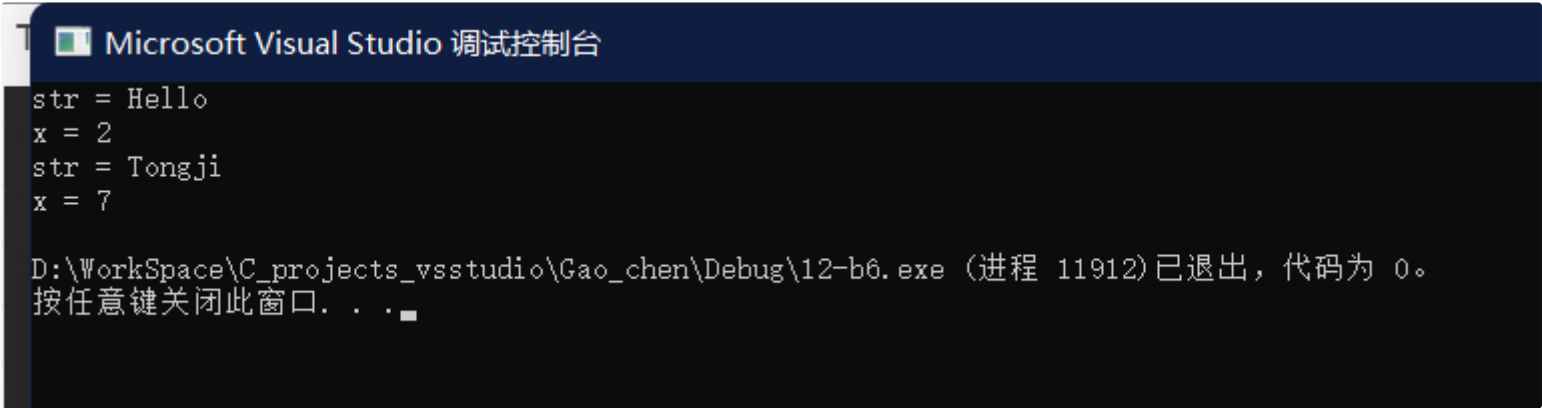 Microsoft Visual Studio 调试控制台
str = Hello
x = 2
str = Tongji
x = 7
D:\WorkSpace\C_projects_vsstudio\Gao_chen\Debug\12-b6.exe (进程 11912)已退出，代码为 0。
按任意键关闭此窗口. . .